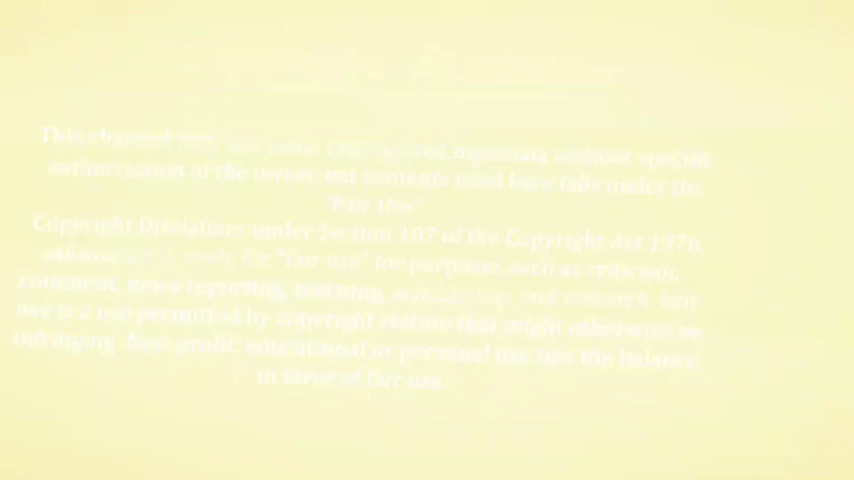 This channel may use some copyrighted materials without specific
authorization of the owner but contents used here falls under the
"Fair Use"
Copyright Disclaimer under Section 107 of the Copyright Act 1976,
allowance is made for "Fair use" for purposes such as criticism,
comment, news reporting, teaching, scholarship, and research. Fair
use is a use permitted by copyright statute that might otherwise be
infringing. Non-profit, educational or personal use tips the balance
in favor of fair use.